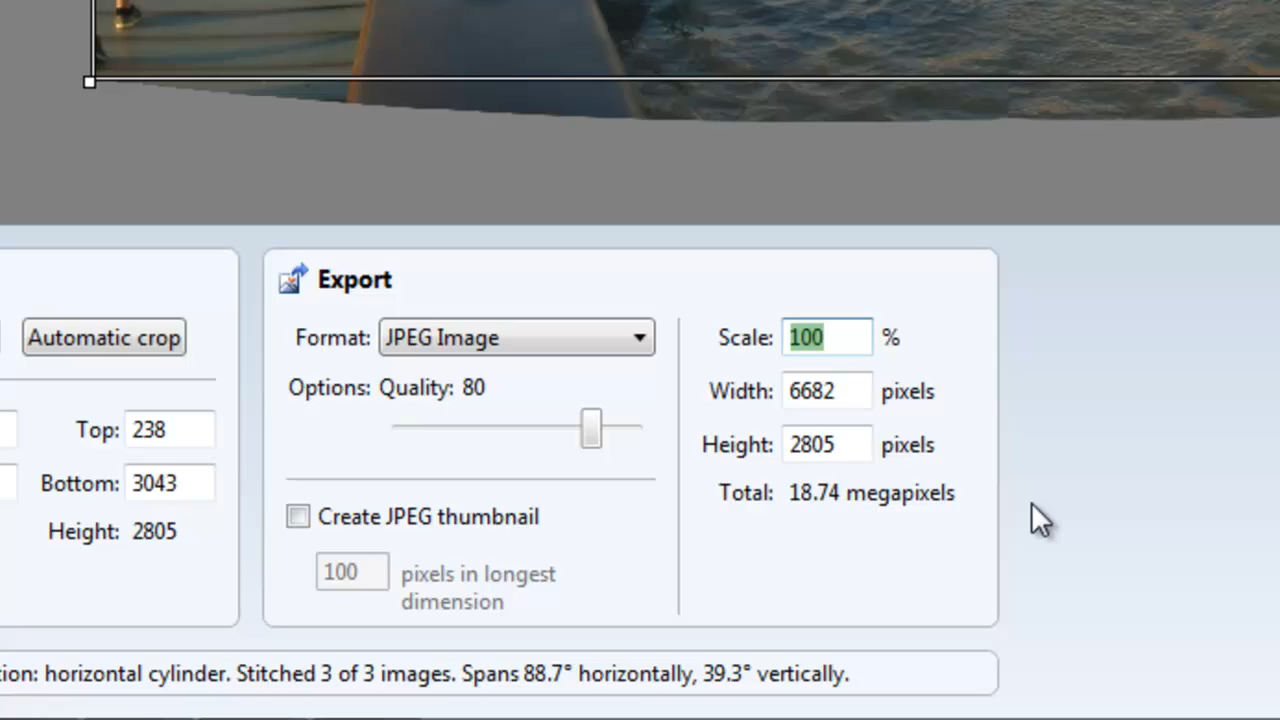 Export
Automatic crop
Format: JPEG Image
Scale: 100 %
Options: Quality: 80
Width: 6682 pixels
Top: 238
Height: 2805 pixels
Bottom: 3043
Total: 18.74 megapixels
Height: 2805
Create JPEG thumbnail
100 pixels in longest
dimension
horizontal cylinder. Stitched 3 of 3 images. Spans 88.7° horizontally, 39.3° vertically.